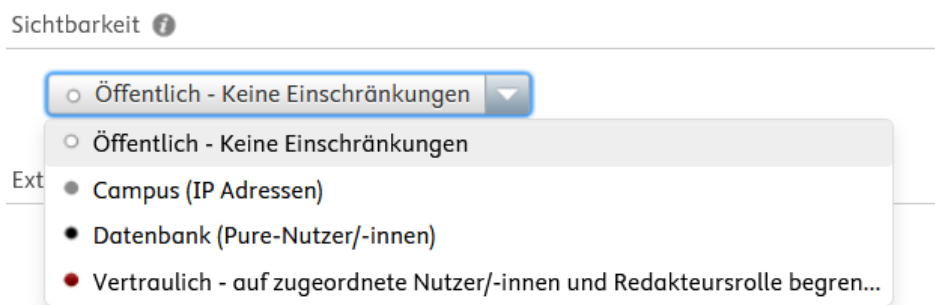 Sichtbarkeit
Öffentlich - Keine Einschränkungen
Öffentlich - Keine Einschränkungen
Campus (IP Adressen)
Ext
Datenbank (Pure-Nutzer/-innen)
Vertraulich - auf zugeordnete Nutzer/-innen und Redakteursrolle begren...